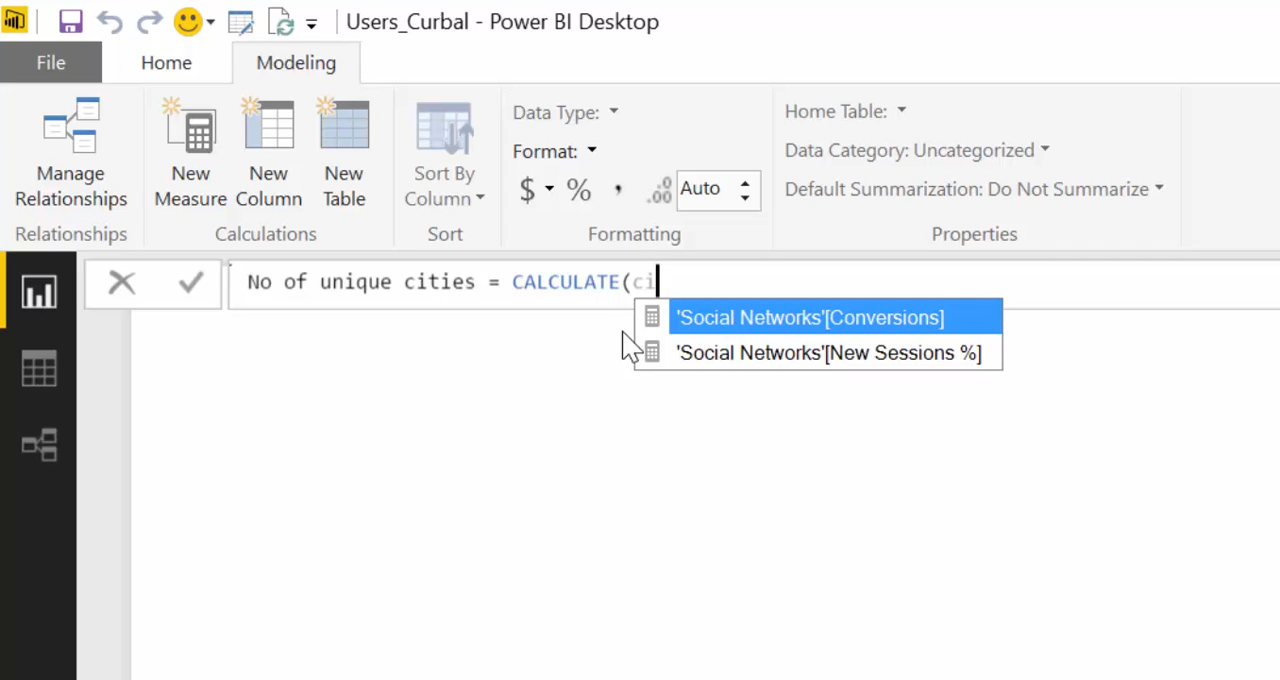 Users_Curbal - Power BI Desktop
File Home Modeling
Manage Relationships
New Measure
New Column
New Table
Sort By Column
Data Type:
Format:
$ % , .00 Auto
Home Table:
Data Category: Uncategorized
Default Summarization: Do Not Summarize
Relationships Calculations Sort Formatting Properties
No of unique cities = CALCULATE(ci
'Social Networks'[Conversions]
'Social Networks'[New Sessions %]